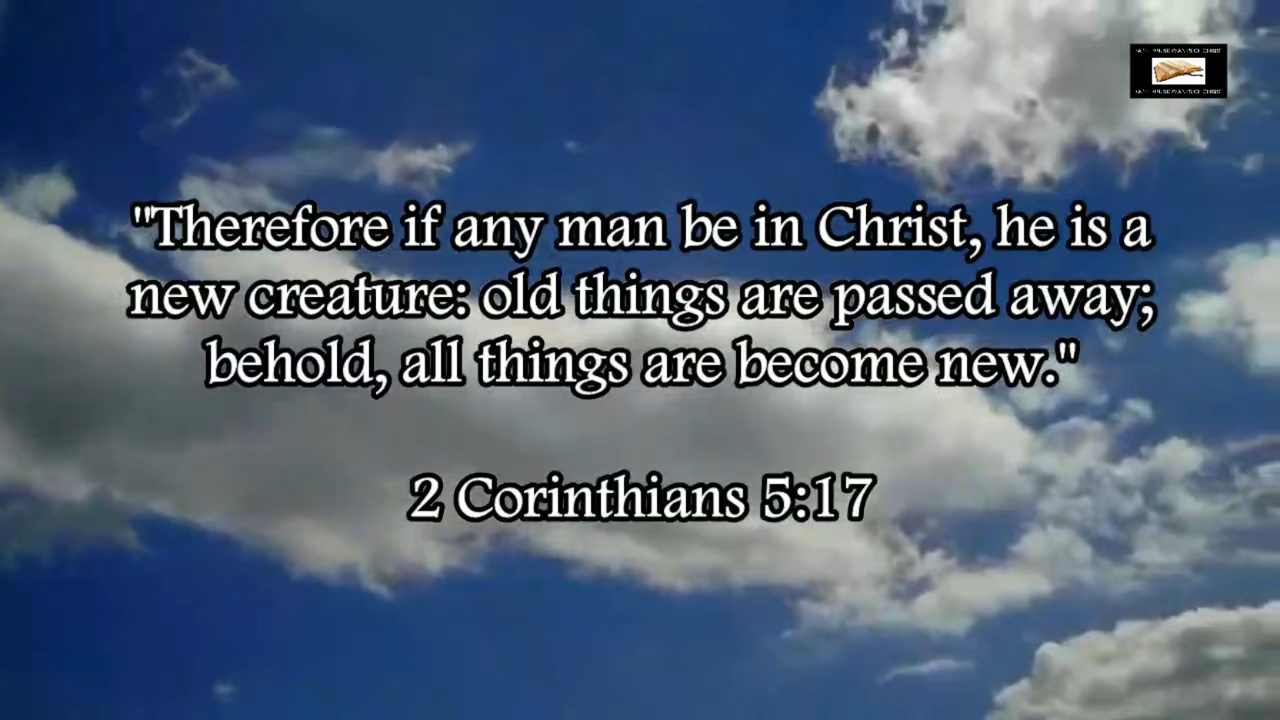 "Therefore if any man be in Christ, he is a
new creature: old things are passed away;
behold, all things are become new."
2 Corinthians 5:17